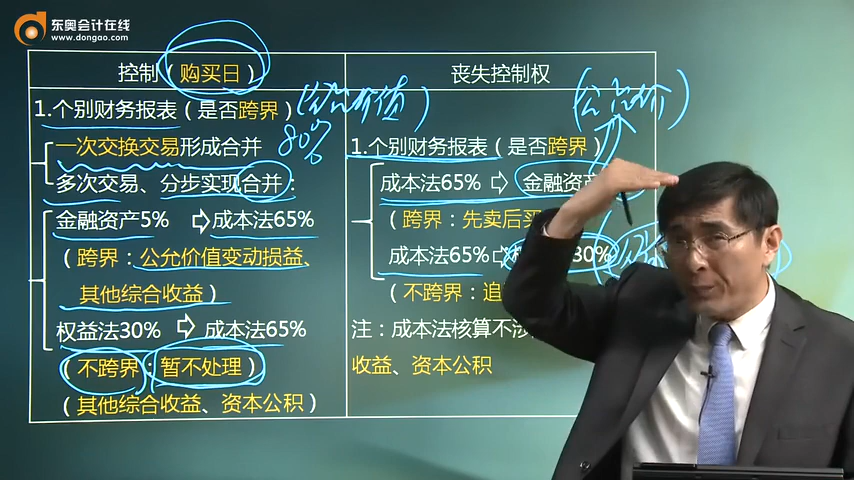 东奥会计在线
www.dongao.com
控制（购买日）
1.个别财务报表（是否跨界）
一次交换交易形成合并
80%
多次交易、分步实现合并：
金融资产5% ⇨成本法65%
（跨界：公允价值变动损益、
其他综合收益）
权益法30% ⇨ 成本法65%
（不跨界：暂不处理）
（其他综合收益、资本公积）
（公允价值）
丧失控制权
（公允价）
1.个别财务报表（是否跨界）
成本法65% ⇨ 金融资产
（跨界：先卖后买
成本法65%⇨ 30%
（不跨界：追
注：成本法核算不涉
收益、资本公积